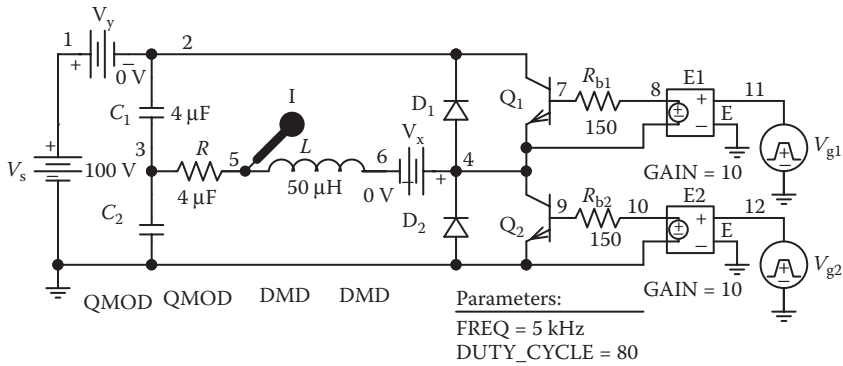 V_y
1
+
−
0 V
2
C_1
4 µF
3
R
4 µF
I
5
L
50 µH
6
0 V
V_x
−
+
4
D_1
D_2
Q_1
7
R_b1
150
8
E1
+
−
±
E
11
V_g1
GAIN = 10
Q_2
9
R_b2
150
10
E2
+
−
±
E
12
V_g2
GAIN = 10
V_s
+
−
100 V
C_2
QMOD QMOD DMD DMD
Parameters:
FREQ = 5 kHz
DUTY_CYCLE = 80